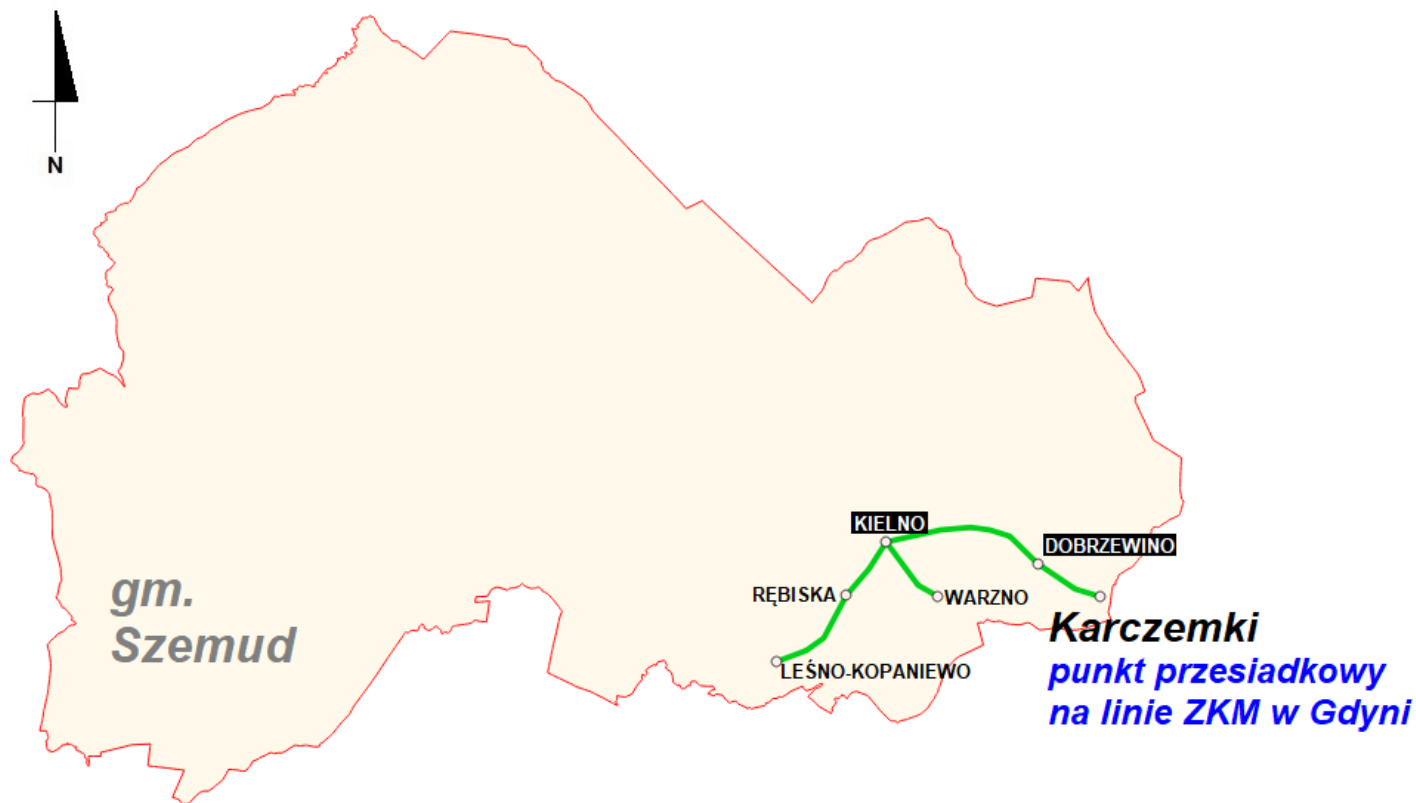 N
KIELNO
DOBRZEWINO
RĘBISKA
WARZNO
LEŚNO-KOPANIEWO
gm.
Szemud
Karczemki
punkt przesiadkowy
na linie ZKM w Gdyni